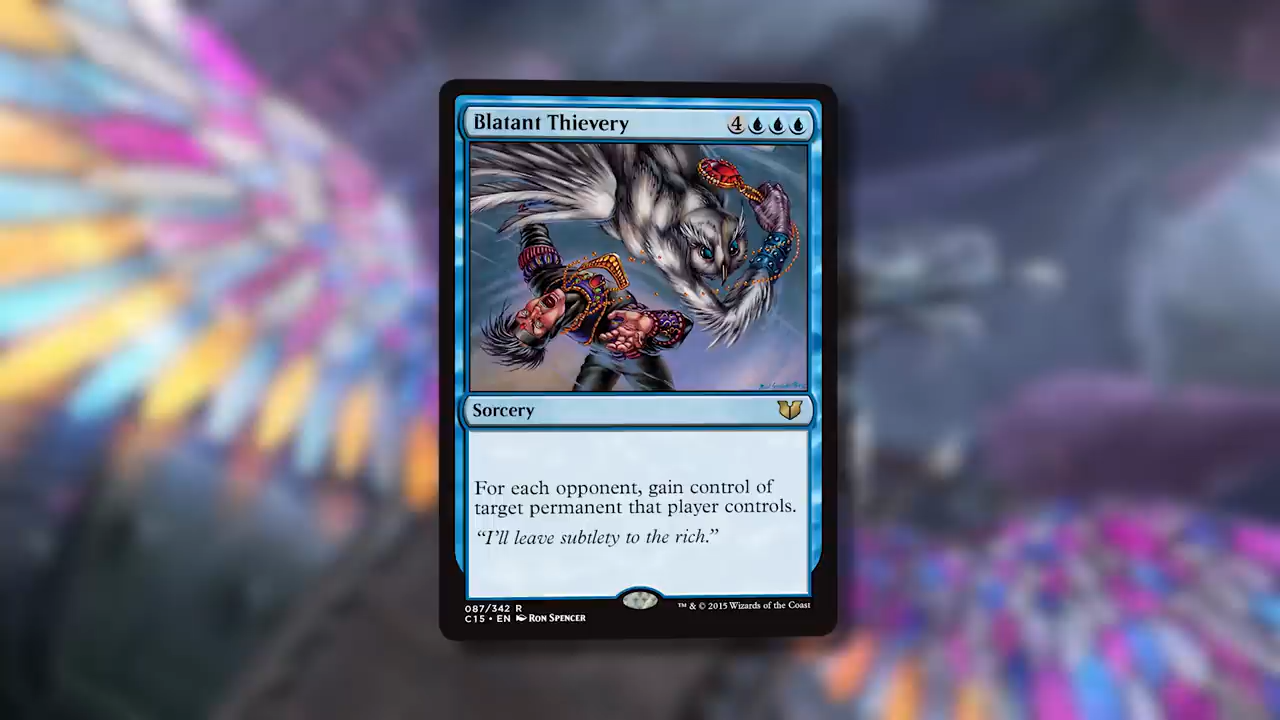 Blatant Thievery 4
Sorcery
For each opponent, gain control of
target permanent that player controls.
“I’ll leave subtlety to the rich.”
087/342 R
C15 • EN RON SPENCER
™ & © 2015 Wizards of the Coast